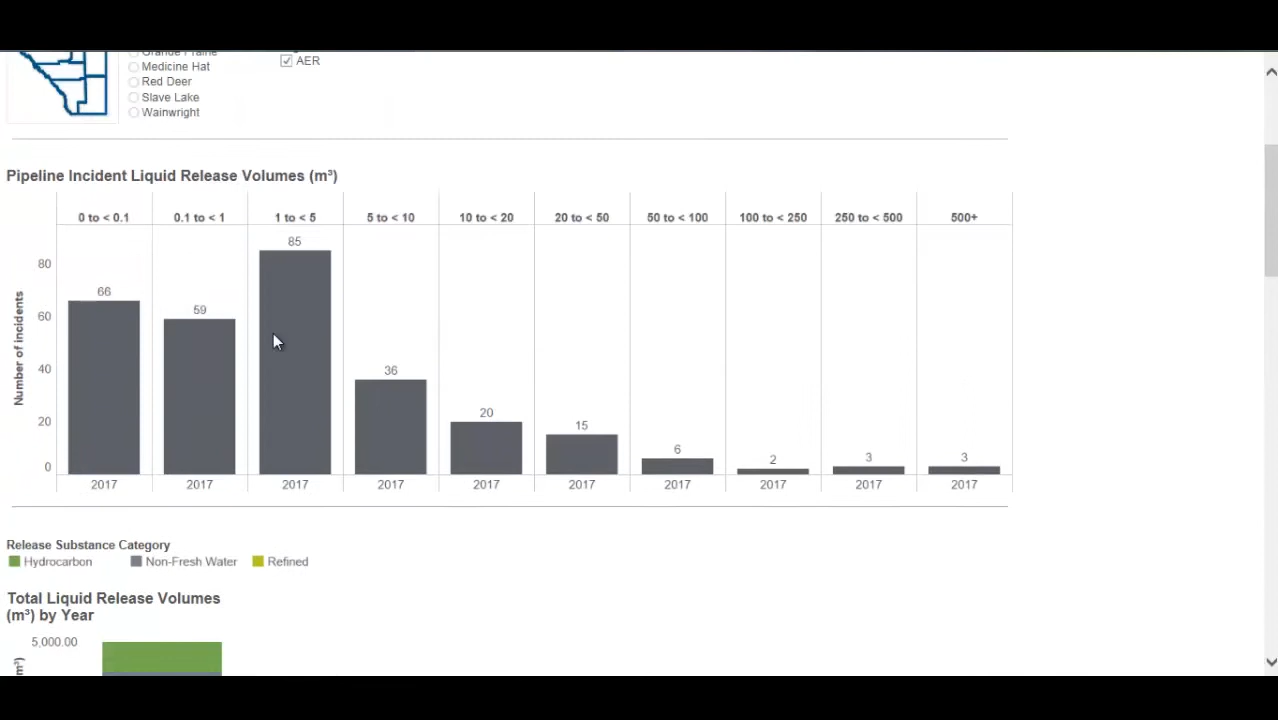 Medicine Hat
Red Deer
Slave Lake
Wainwright
AER
Pipeline Incident Liquid Release Volumes (m³)
0 to < 0.1 0.1 to < 1 1 to < 5 5 to < 10 10 to < 20 20 to < 50 50 to < 100 100 to < 250 250 to < 500 500+
85
80
66
59
60
Number of incidents
40
36
20
20
15
6
2
3
3
0
2017 2017 2017 2017 2017 2017 2017 2017 2017 2017
Release Substance Category
Hydrocarbon Non-Fresh Water Refined
Total Liquid Release Volumes
(m³) by Year
5,000.00
m³)